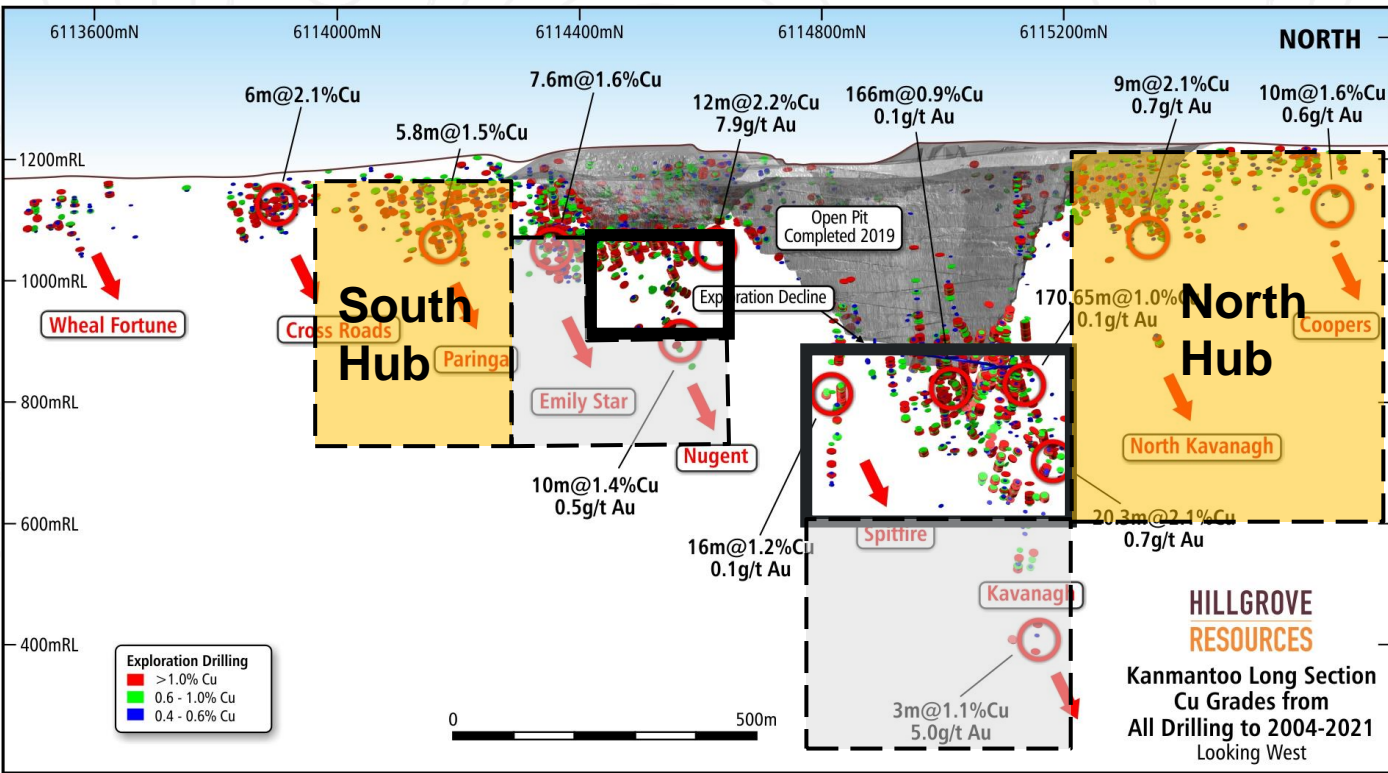 6113600mN
6114000mN
6114400mN
6114800mN
6115200mN
NORTH
6m@2.1%Cu
5.8m@1.5%Cu
7.6m@1.6%Cu
12m@2.2%Cu
7.9g/t Au
166m@0.9%Cu
0.1g/t Au
9m@2.1%Cu
0.7g/t Au
10m@1.6%Cu
0.6g/t Au
1200mRL
1000mRL
800mRL
600mRL
400mRL
Open Pit
Completed 2019
Exploration Decline
170.65m@1.0%Cu
0.1g/t Au
Wheal Fortune
Cross Roads
South
Hub
Paringa
Emily Star
Nugent
North
Hub
Coopers
North Kavanagh
10m@1.4%Cu
0.5g/t Au
16m@1.2%Cu
0.1g/t Au
Spitfire
20.3m@2.1%Cu
0.7g/t Au
Kavanagh
3m@1.1%Cu
5.0g/t Au
Exploration Drilling
>1.0% Cu
0.6 - 1.0% Cu
0.4 - 0.6% Cu
0
500m
HILLGROVE
RESOURCES
Kanmantoo Long Section
Cu Grades from
All Drilling to 2004-2021
Looking West